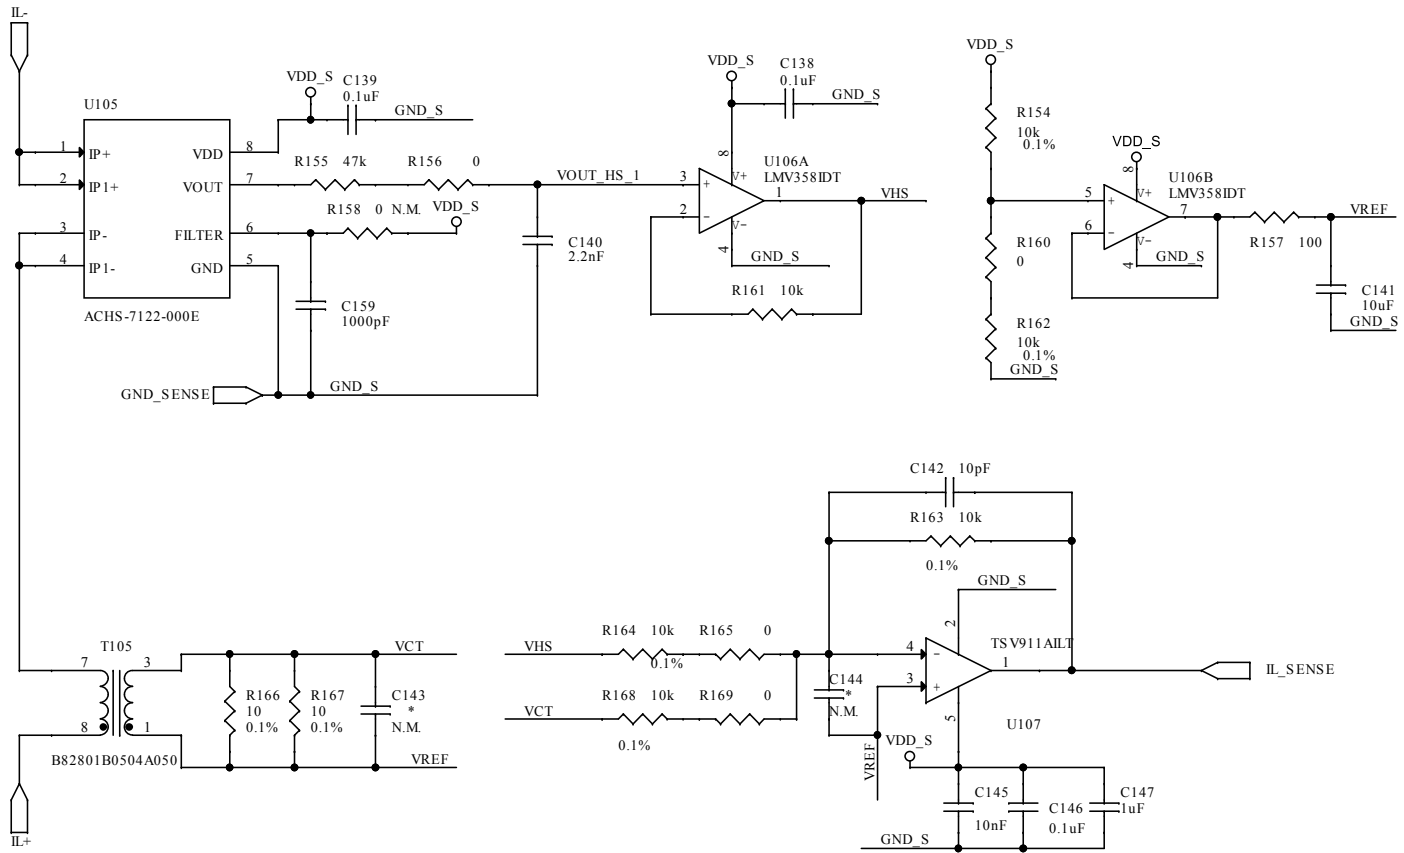 IL-
U105
VDD_S
C139
0.1uF
GND_S
1
IP+
2
IP1+
3
IP-
4
IP1-
VDD
8
VOUT
7
FILTER
6
GND
5
ACHS-7122-000E
R155 47k
R156 0
R158 0 N.M.
VDD_S
C159
1000pF
GND_SENSE
GND_S
VOUT_HS_1
C140
2.2nF
VDD_S
C138
0.1uF
GND_S
8
V+
U106A
LMV358IDT
3
+
2
-
1
VHS
V-
4
GND_S
R161 10k
VDD_S
R154
10k
0.1%
R160
0
R162
10k
0.1%
GND_S
VDD_S
8
V+
U106B
LMV358IDT
5
+
6
-
7
V-
4
GND_S
R157 100
VREF
C141
10uF
GND_S
T105
7
3
8
1
B82801B0504A050
IL+
VCT
R166
10
0.1%
R167
10
0.1%
C143
*
N.M.
VREF
VHS
R164 10k
0.1%
R165 0
VCT
R168 10k
0.1%
R169 0
C142 10pF
R163 10k
0.1%
GND_S
2
TSV911AILT
4
-
3
+
1
5
U107
C144
*
N.M.
VREF
VDD_S
C145
10nF
C146
0.1uF
C147
1uF
GND_S
IL_SENSE